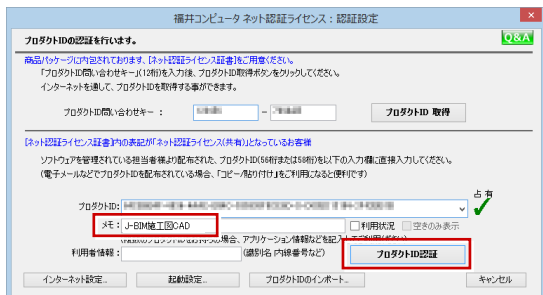 福井コンピュータ ネット認証ライセンス：認証設定
プロダクトIDの認証を行います。
Q&A
商品パッケージに内包されております、[ネット認証ライセンス証書]をご用意ください。
「プロダクトID問い合わせキー」(12桁)を入力後、プロダクトID取得ボタンをクリックしてください。
インターネットを通して、プロダクトIDを取得する事ができます。
プロダクトID問い合わせキー：
-
プロダクトID 取得
[ネット認証ライセンス証書]内の表記が「ネット認証ライセンス(共有)」となっているお客様
ソフトウェアを管理されている担当者様より配布された、プロダクトID(56桁または58桁)を以下の入力欄に直接入力してください。
(電子メールなどでプロダクトIDを配布されている場合、「コピー/貼り付け」をご利用になると便利です)
占有
プロダクトID:
メモ：J-BIM施工図CAD
利用状況
空きのみ表示
合、アプリケーション情報などを記入
利用者情報：
(識別名 内線番号など)
プロダクトID認証
インターネット設定...
起動設定...
プロダクトIDのインポート...
キャンセル